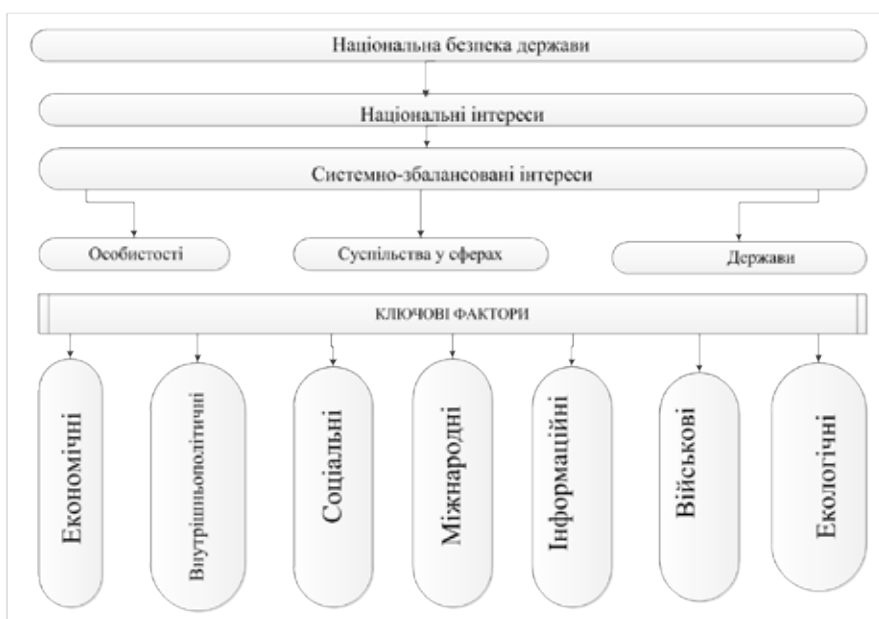 Національна безпека держави
Національні інтереси
Системно-збалансовані інтереси
Особистості
Суспільства у сферах
Держави
КЛЮЧОВІ ФАКТОРИ
Економічні
Внутрішньополітичні
Соціальні
Міжнародні
Інформаційні
Військові
Екологічні